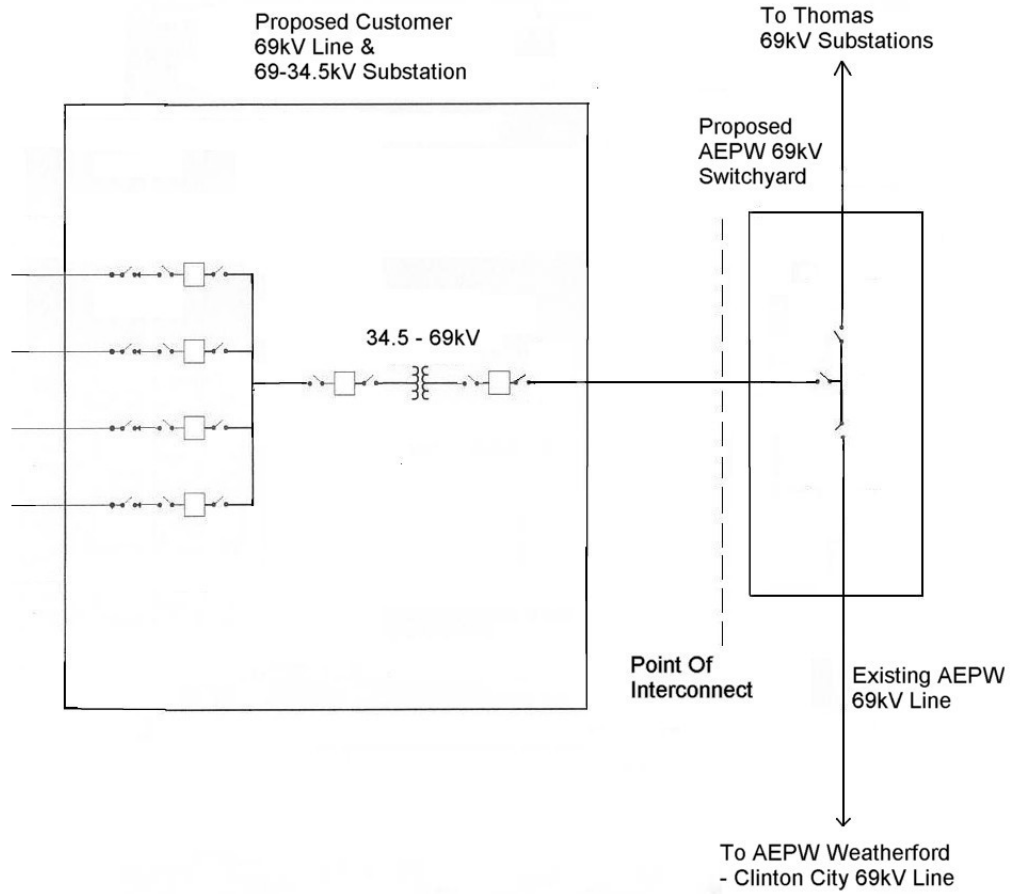 Proposed Customer
69kV Line &
69-34.5kV Substation
To Thomas
69kV Substations
Proposed
AEPW 69kV
Switchyard
34.5 - 69kV
Point Of
Interconnect
Existing AEPW
69kV Line
To AEPW Weatherford
- Clinton City 69kV Line